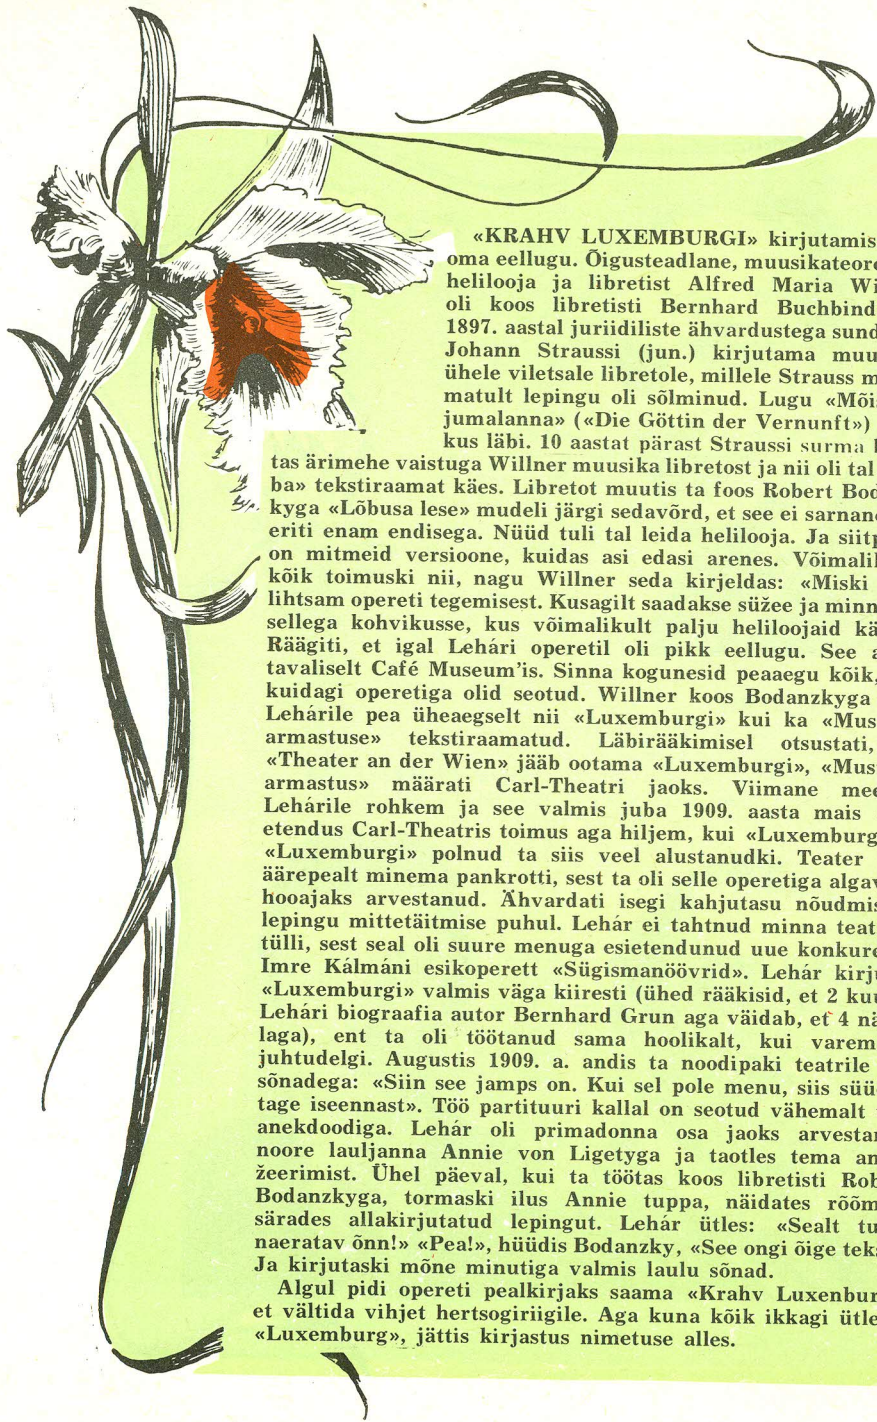 «KRAHV LUXEMBURGI» kirjutamis
oma eellugu. Õigusteadlane, muusikateore
helilooja ja libretist Alfred Maria Wi
oli koos libretisti Bernhard Buchbind
1897. aastal juriidiliste ähvardustega sund
Johann Straussi (jun.) kirjutama muu
ühele viletsale libretole, millele Strauss m
matult lepingu oli sõlminud. Lugu «Mõis
jumalanna» («Die Göttin der Vernunft»)
kus läbi. 10 aastat pärast Straussi surma
tas ärimehe vaistuga Willner muusika libretost ja nii oli tal
ba» tekstiraamat käes. Libretot muutis ta foos Robert Bod
kyga «Lõbusa lese» mudeli järgi sedavõrd, et see ei sarnane
eriti enam endisega. Nüüd tuli tal leida helilooja. Ja siitp
on mitmeid versioone, kuidas asi edasi arenes. Võimalik
kõik toimuski nii, nagu Willner seda kirjeldas: «Miski
lihtsam opereti tegemisest. Kusagilt saadakse süžee ja minn
sellega kohvikusse, kus võimalikult palju heliloojaid kä
Räägiti, et igal Lehári operetil oli pikk eellugu. See a
tavaliselt Café Museum'is. Sinna kogunesid peaaegu kõik,
kuidagi operetiga olid seotud. Willner koos Bodanzkyga
Lehárile pea üheaegselt nii «Luxemburgi» kui ka «Mus
armastuse» tekstiraamatud. Läbirääkimisel otsustati,
«Theater an der Wien» jääb ootama «Luxemburgi», «Must
armastus» määrati Carl-Theatri jaoks. Viimane mee
Lehárile rohkem ja see valmis juba 1909. aasta mais
etendus Carl-Theatris toimus aga hiljem, kui «Luxemburg
«Luxemburgi» polnud ta siis veel alustanudki. Teater
äärepealt minema pankrotti, sest ta oli selle operetiga algav
hooajaks arvestanud. Ähvardati isegi kahjutasu nõudmis
lepingu mittetäitmise puhul. Lehár ei tahtnud minna teat
tülli, sest seal oli suure menuga esietendunud uue konkure
Imre Kálmáni esikoperett «Sügismanöövrid». Lehár kirju
«Luxemburgi» valmis väga kiiresti (ühed rääkisid, et 2 kuu
Lehári biograafia autor Bernhard Grun aga väidab, et 4 nä
laga), ent ta oli töötanud sama hoolikalt, kui varem
juhtudelgi. Augustis 1909. a. andis ta noodipaki teatrile
sõnadega: «Siin see jamps on. Kui sel pole menu, siis süü
tage iseennast». Töö partituuri kallal on seotud vähemalt
anekdoodiga. Lehár oli primadonna osa jaoks arvestan
noore lauljanna Annie von Ligetyga ja taotles tema an
žeerimist. Ühel päeval, kui ta töötas koos libretisti Rob
Bodanzkyga, tormaski ilus Annie tuppa, näidates rõõm
särades allakirjutatud lepingut. Lehár ütles: «Sealt tu
naeratav õnn!» «Pea!», hüüdis Bodanzky, «See ongi õige teks
Ja kirjutaski mõne minutiga valmis laulu sõnad.
Algul pidi opereti pealkirjaks saama «Krahv Luxenbur
et vältida vihjet hertsogiriigile. Aga kuna kõik ikkagi ütle
«Luxemburg», jättis kirjastus nimetuse alles.